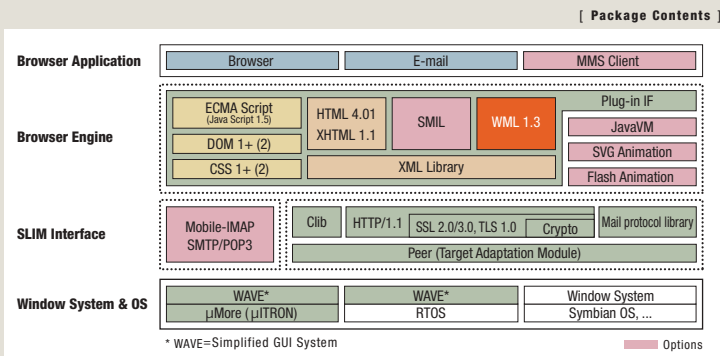 [ Package Contents ]
Browser Application
Browser
E-mail
MMS Client
Browser Engine
ECMA Script
(Java Script 1.5)
DOM 1+ (2)
CSS 1+ (2)
HTML 4.01
XHTML 1.1
SMIL
WML 1.3
XML Library
Plug-in IF
JavaVM
SVG Animation
Flash Animation
SLIM Interface
Mobile-IMAP
SMTP/POP3
Clib
HTTP/1.1
SSL 2.0/3.0, TLS 1.0
Crypto
Mail protocol library
Peer (Target Adaptation Module)
Window System & OS
WAVE*
µMore (µITRON)
WAVE*
RTOS
Window System
Symbian OS, ...
* WAVE=Simplified GUI System
Options